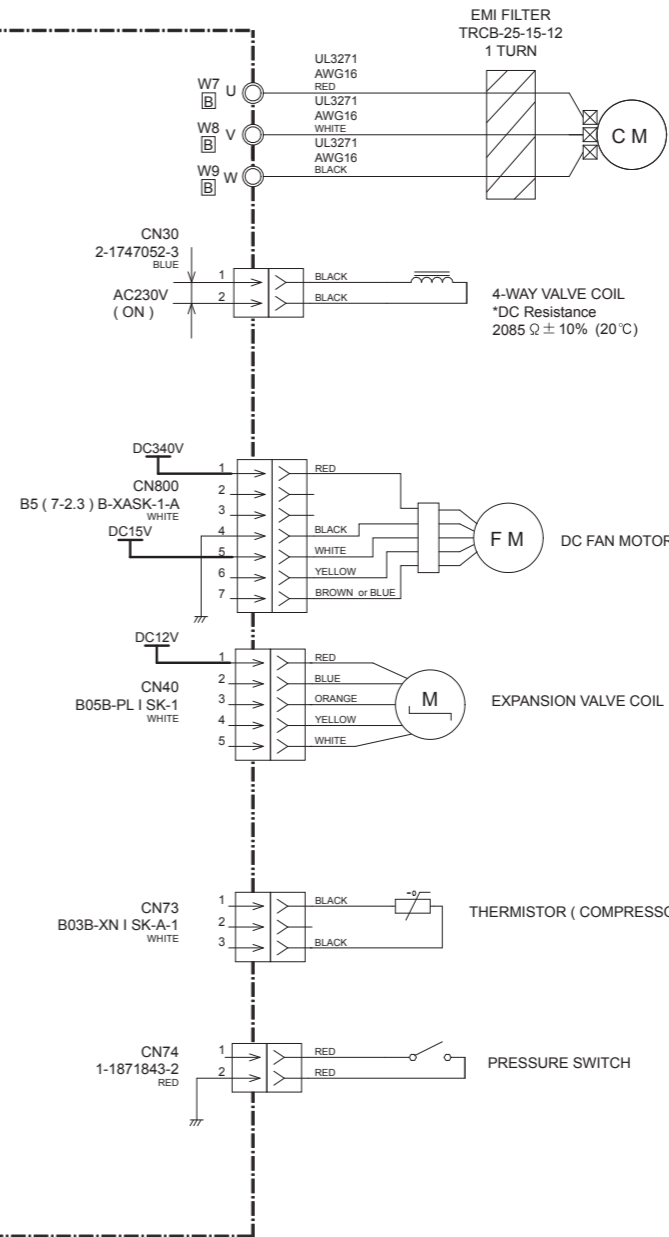 EMI FILTER
TRCB-25-15-12
1 TURN
UL3271
AWG16
W7 U RED
B
UL3271
AWG16
W8 V WHITE
B
UL3271
AWG16
W9 W BLACK
B
C M
CN30
2-1747052-3
BLUE
1 BLACK
2 BLACK
AC230V
( ON )
4-WAY VALVE COIL
*DC Resistance
2085 Ω ± 10% (20℃)
DC340V
CN800
B5 ( 7-2.3 ) B-XASK-1-A
WHITE
DC15V
1 RED
2
3
4 BLACK
5 WHITE
6 YELLOW
7 BROWN or BLUE
F M
DC FAN MOTOR
DC12V
CN40
B05B-PL I SK-1
WHITE
1 RED
2 BLUE
3 ORANGE
4 YELLOW
5 WHITE
M
EXPANSION VALVE COIL
CN73
B03B-XN I SK-A-1
WHITE
1 BLACK
2
3 BLACK
-θ
THERMISTOR ( COMPRESSO
CN74
1-1871843-2
RED
1 RED
2 RED
PRESSURE SWITCH